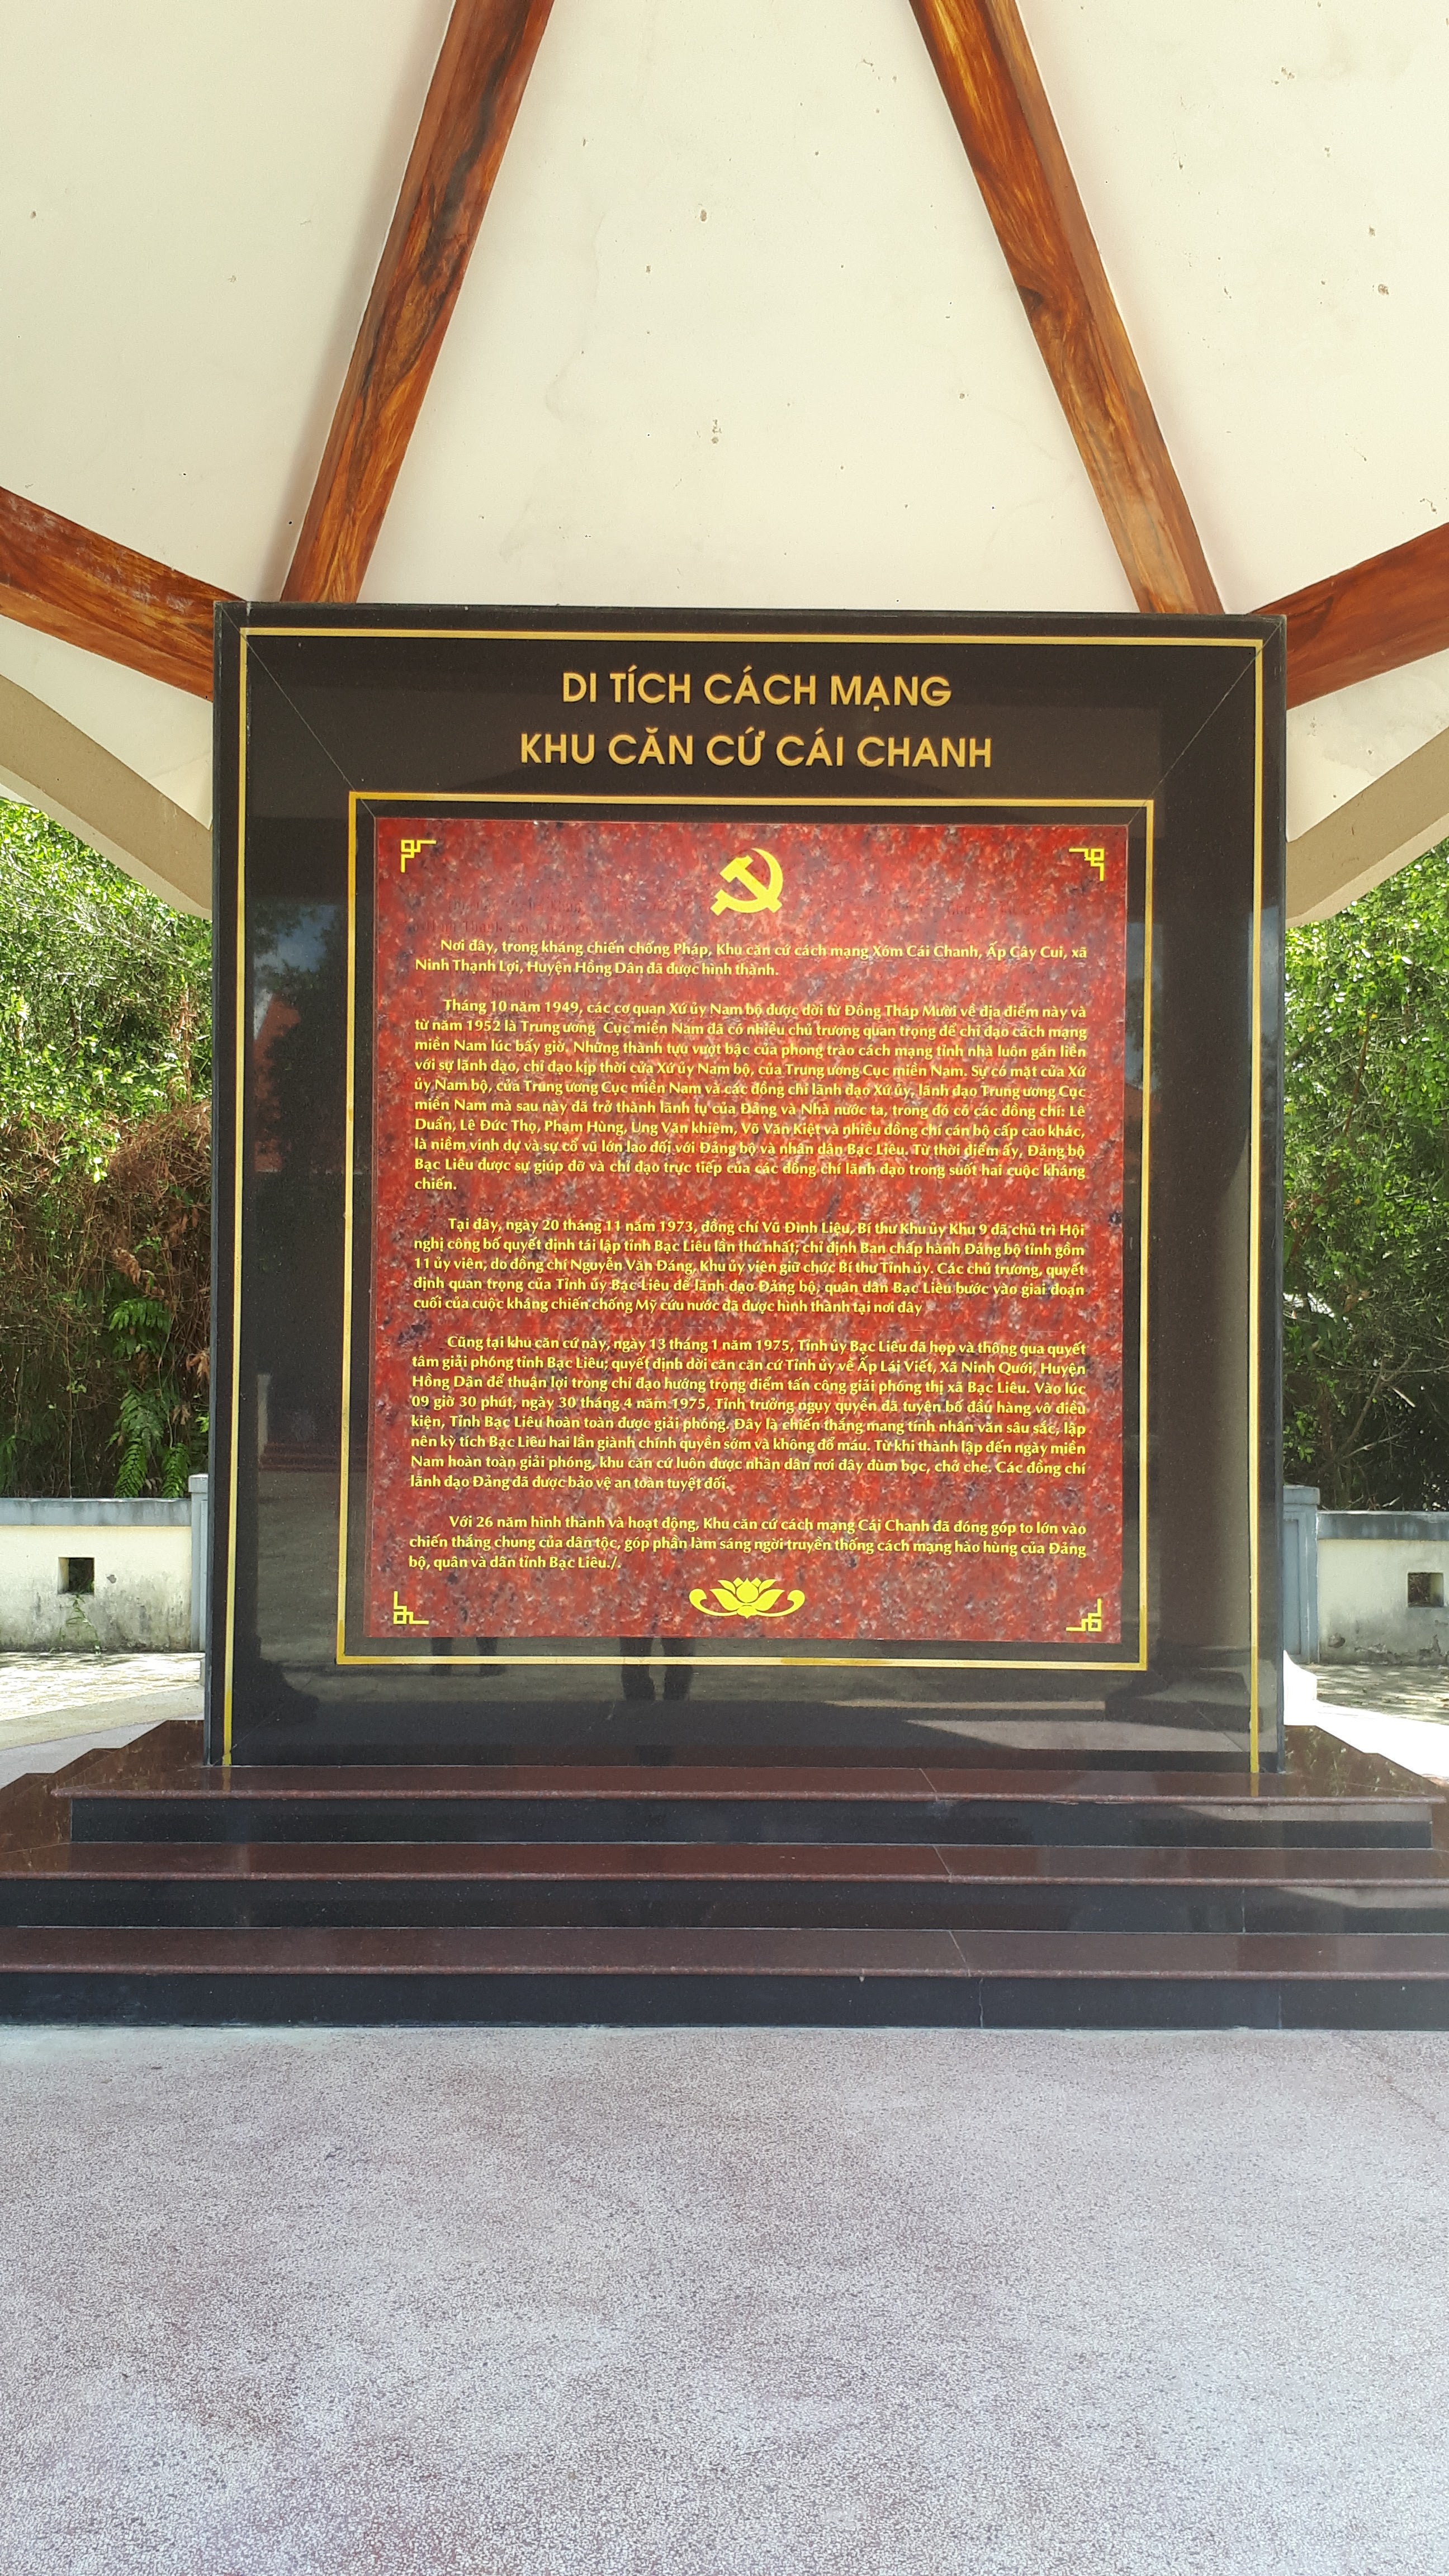 DI TÍCH CÁCH MẠNG
KHU CĂN CỨ CÁI CHANH
Nơi đây, trong kháng chiến chống Pháp, Khu căn cứ cách mạng Xóm Cái Chanh, Ấp Cây Cui, xã
Ninh Thạnh Lợi, Huyện Hồng Dân đã được hình thành.
Tháng 10 năm 1949, các cơ quan Xứ ủy Nam bộ được dời từ Đồng Tháp Mười về địa điểm này và
từ năm 1952 là Trung ương Cục miền Nam đã có nhiều chủ trương quan trọng để chỉ đạo cách mạng
miền Nam lúc bấy giờ. Những thành tựu vượt bậc của phong trào cách mạng tỉnh nhà luôn gắn liền
với sự lãnh đạo, chỉ đạo kịp thời của Xứ ủy Nam bộ, của Trung ương Cục miền Nam. Sự có mặt của Xứ
ủy Nam bộ, của Trung ương Cục miền Nam và các đồng chí lãnh đạo Xứ ủy, lãnh đạo Trung ương Cục
miền Nam mà sau này đã trở thành lãnh tụ của Đảng và Nhà nước ta, trong đó có các đồng chí: Lê
Duẩn, Lê Đức Thọ, Phạm Hùng, Ung Văn khiêm, Võ Văn Kiệt và nhiều đồng chí cán bộ cấp cao khác,
là niềm vinh dự và sự cổ vũ lớn lao đối với Đảng bộ và nhân dân Bạc Liêu. Từ thời điểm ấy, Đảng bộ
Bạc Liêu được sự giúp đỡ và chỉ đạo trực tiếp của các đồng chí lãnh đạo trong suốt hai cuộc kháng
chiến.
Tại đây, ngày 20 tháng 11 năm 1973, đồng chí Vũ Đình Liệu, Bí thư Khu ủy Khu 9 đã chủ trì Hội
nghị công bố quyết định tái lập tỉnh Bạc Liêu lần thứ nhất; chỉ định Ban chấp hành Đảng bộ tỉnh gồm
11 ủy viên, do đồng chí Nguyễn Văn Đáng, Khu ủy viên giữ chức Bí thư Tỉnh ủy. Các chủ trương, quyết
định quan trọng của Tỉnh ủy Bạc Liêu để lãnh đạo Đảng bộ, quân dân Bạc Liêu bước vào giai đoạn
cuối của cuộc kháng chiến chống Mỹ cứu nước đã được hình thành tại nơi đây
Cũng tại khu căn cứ này, ngày 13 tháng 1 năm 1975, Tỉnh ủy Bạc Liêu đã họp và thông qua quyết
tâm giải phóng tỉnh Bạc Liêu; quyết định dời căn căn cứ Tỉnh ủy về Ấp Lái Viết, Xã Ninh Quới, Huyện
Hồng Dân để thuận lợi trong chỉ đạo hướng trọng điểm tấn công giải phóng thị xã Bạc Liêu. Vào lúc
09 giờ 30 phút, ngày 30 tháng 4 năm 1975, Tỉnh trưởng ngụy quyền đã tuyên bố đầu hàng vô điều
kiện, Tỉnh Bạc Liêu hoàn toàn được giải phóng. Đây là chiến thắng mang tính nhân văn sâu sắc, lập
nên kỳ tích Bạc Liêu hai lần giành chính quyền sớm và không đổ máu. Từ khi thành lập đến ngày miền
Nam hoàn toàn giải phóng, khu căn cứ luôn được nhân dân nơi đây đùm bọc, chở che. Các đồng chí
lãnh đạo Đảng đã được bảo vệ an toàn tuyệt đối.
Với 26 năm hình thành và hoạt động, Khu căn cứ cách mạng Cái Chanh đã đóng góp to lớn vào
chiến thắng chung của dân tộc, góp phần làm sáng ngời truyền thống cách mạng hào hùng của Đảng
bộ, quân và dân tỉnh Bạc Liêu./.